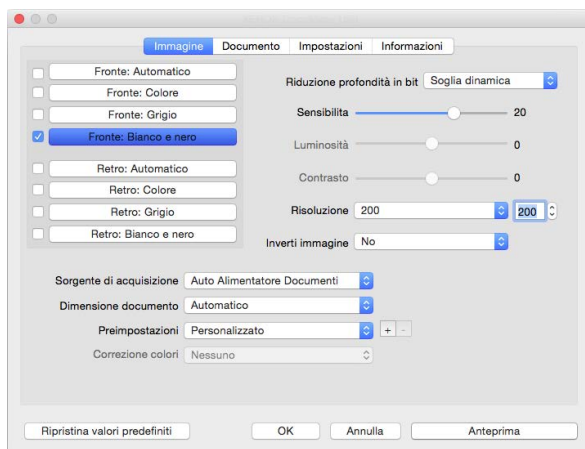 Immagine Documento Impostazioni Informazioni
Fronte: Automatico
Fronte: Colore
Fronte: Grigio
Fronte: Bianco e nero
Retro: Automatico
Retro: Colore
Retro: Grigio
Retro: Bianco e nero
Riduzione profondità in bit Soglia dinamica
Sensibilita 20
Luminosità 0
Contrasto 0
Risoluzione 200 200
Inverti immagine No
Sorgente di acquisizione Auto Alimentatore Documenti
Dimensione documento Automatico
Preimpostazioni Personalizzato + -
Correzione colori Nessuno
Ripristina valori predefiniti OK Annulla Anteprima